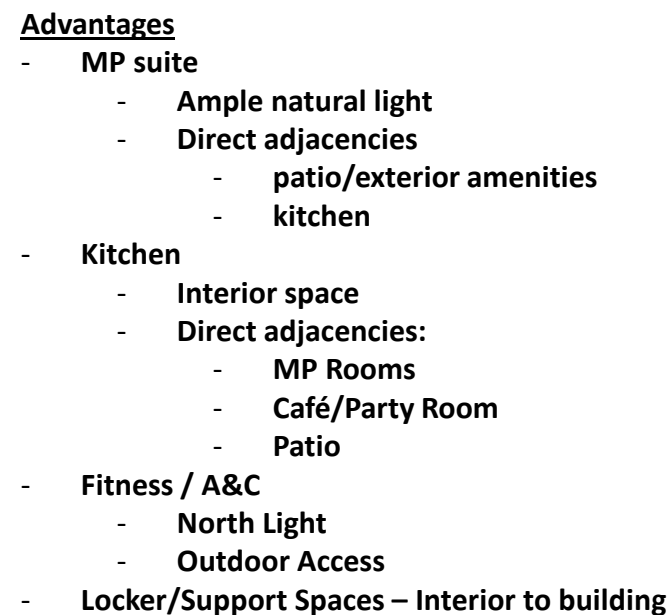 Advantages
- MP suite
- Ample natural light
- Direct adjacencies
- patio/exterior amenities
- kitchen
- Kitchen
- Interior space
- Direct adjacencies:
- MP Rooms
- Café/Party Room
- Patio
- Fitness / A&C
- North Light
- Outdoor Access
- Locker/Support Spaces – Interior to building